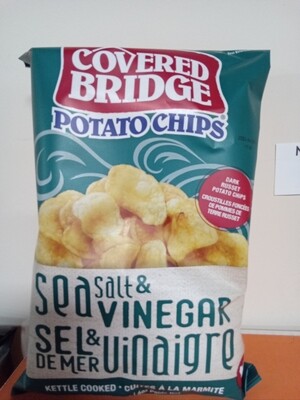 COVERED
BRIDGE
POTATO CHIPS
DARK
RUSSET
POTATO CHIPS
CROUSTILLES FONCÉES
DE POMMES DE
TERRE RUSSET
Sea Salt &
VINEGAR
SEL &
DE MER Vinaigre
KETTLE COOKED • CUITES À LA MARMITE